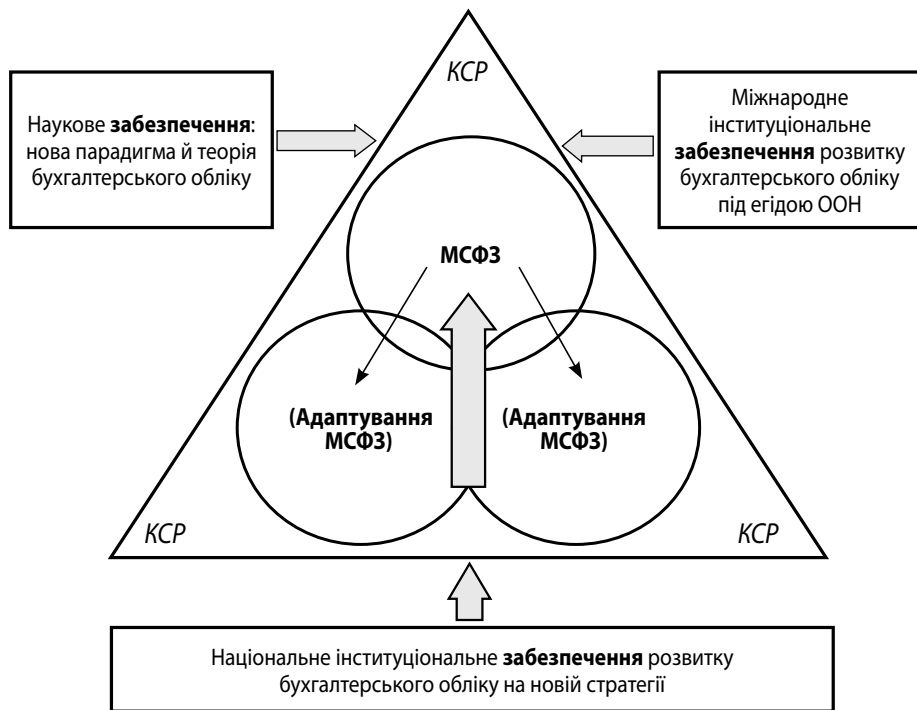 КСР
Наукове забезпечення:
нова парадигма й теорія
бухгалтерського обліку
Міжнародне
інституціональне
забезпечення розвитку
бухгалтерського обліку
під егідою ООН
МСФЗ
(Адаптування
МСФЗ)
(Адаптування
МСФЗ)
КСР
КСР
Національне інституціональне забезпечення розвитку
бухгалтерського обліку на новій стратегії